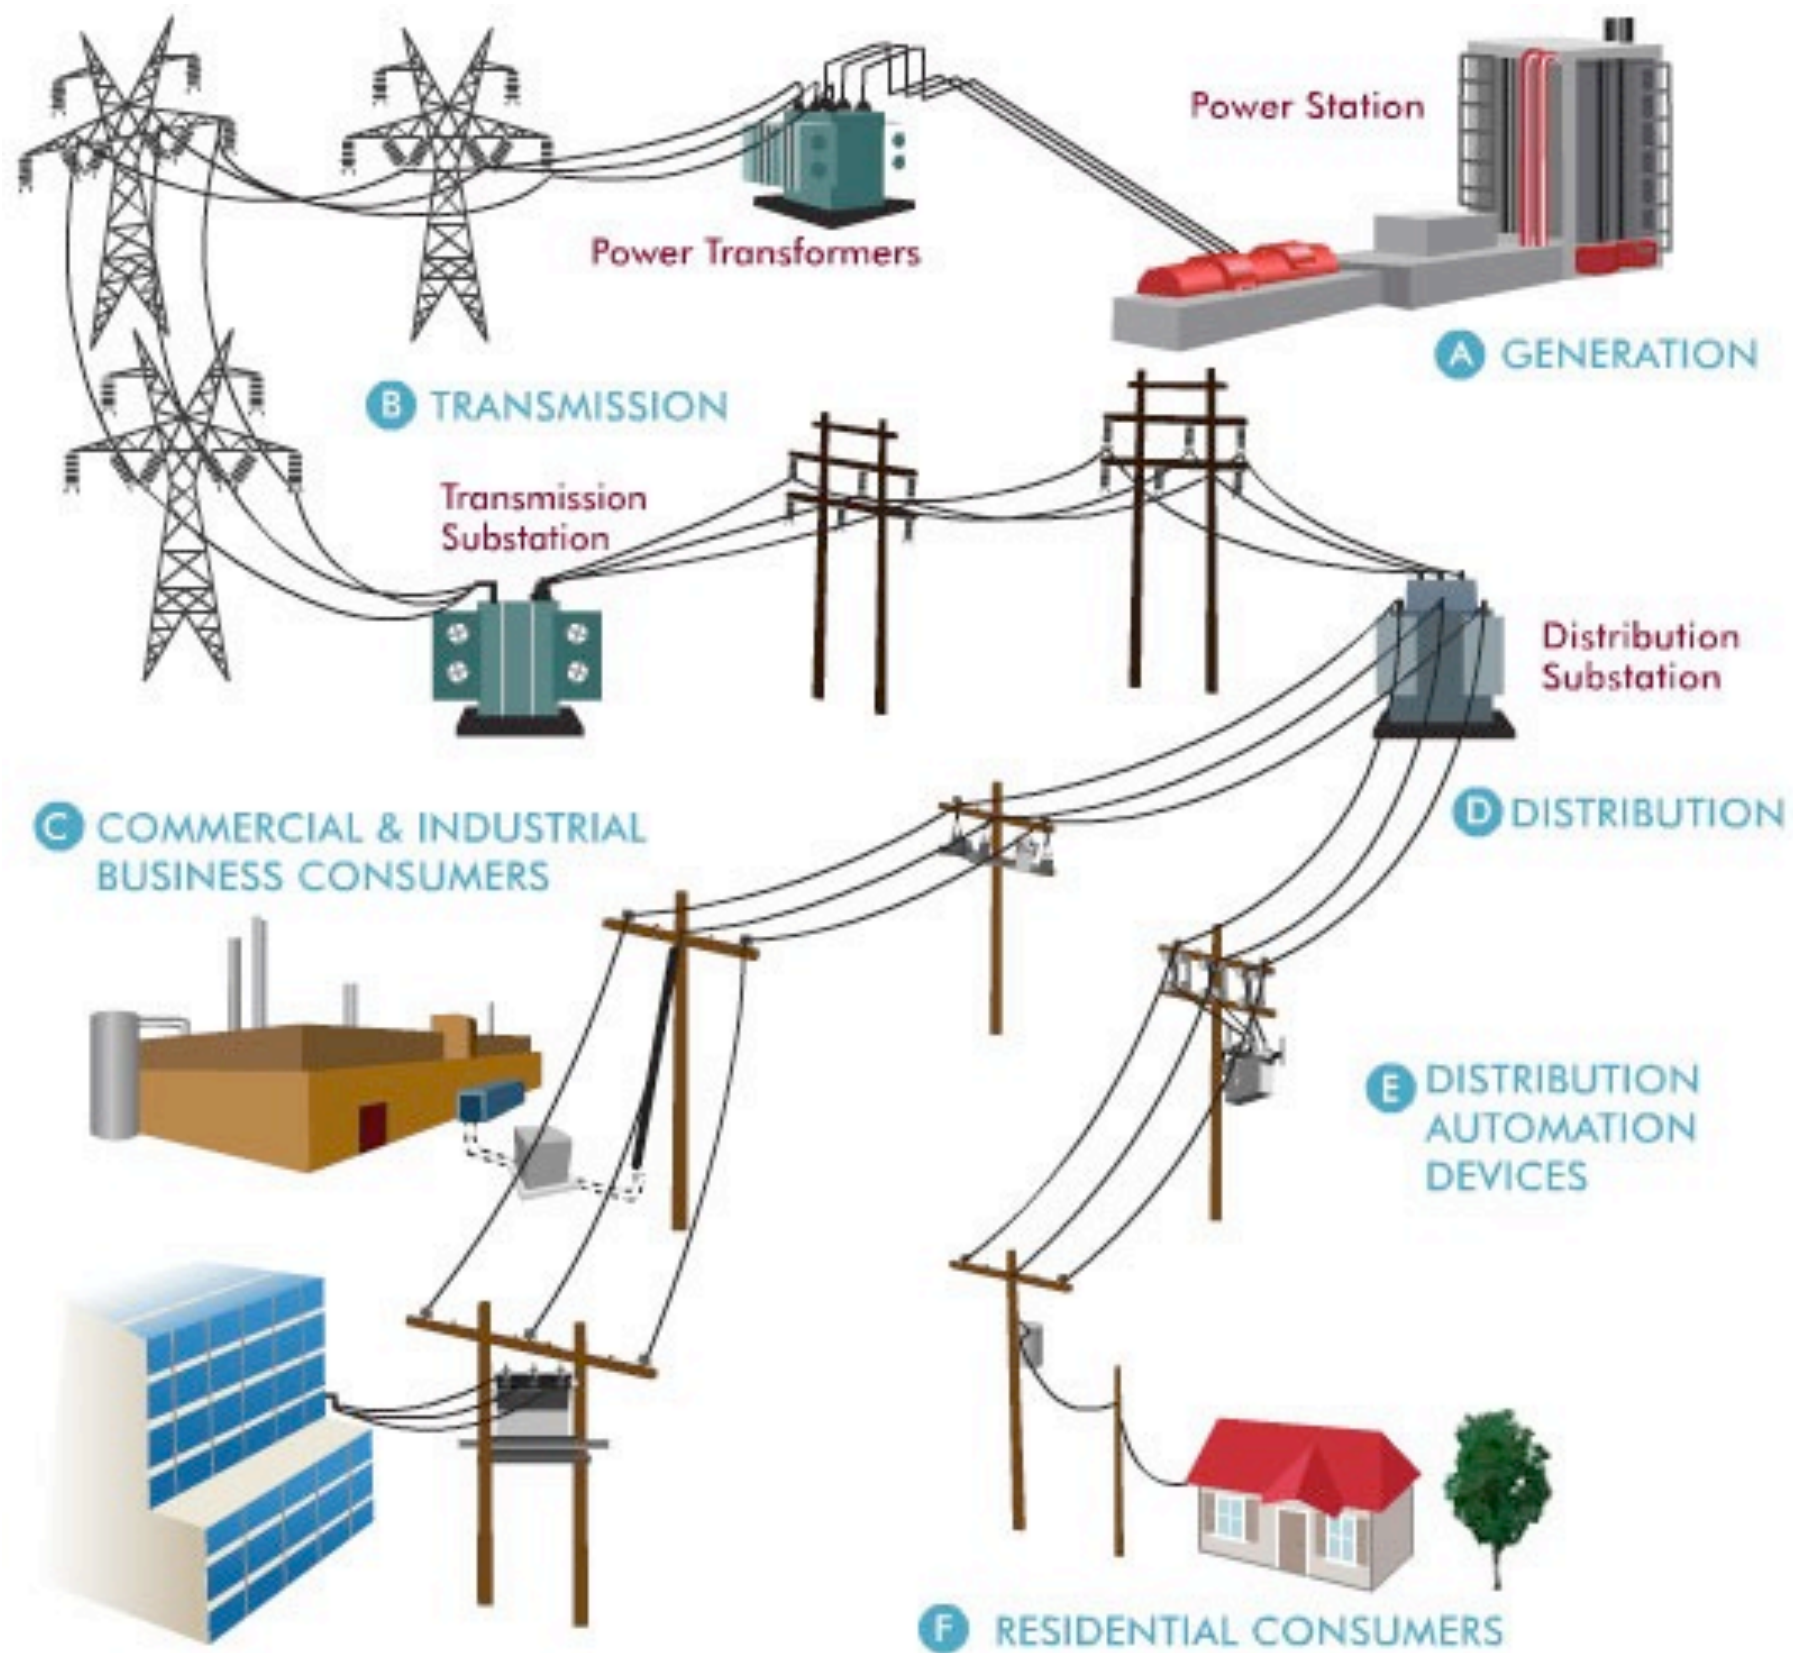 Power Station
Power Transformers
A GENERATION
B TRANSMISSION
Transmission
Substation
Distribution
Substation
C COMMERCIAL & INDUSTRIAL
BUSINESS CONSUMERS
D DISTRIBUTION
E DISTRIBUTION
AUTOMATION
DEVICES
F RESIDENTIAL CONSUMERS